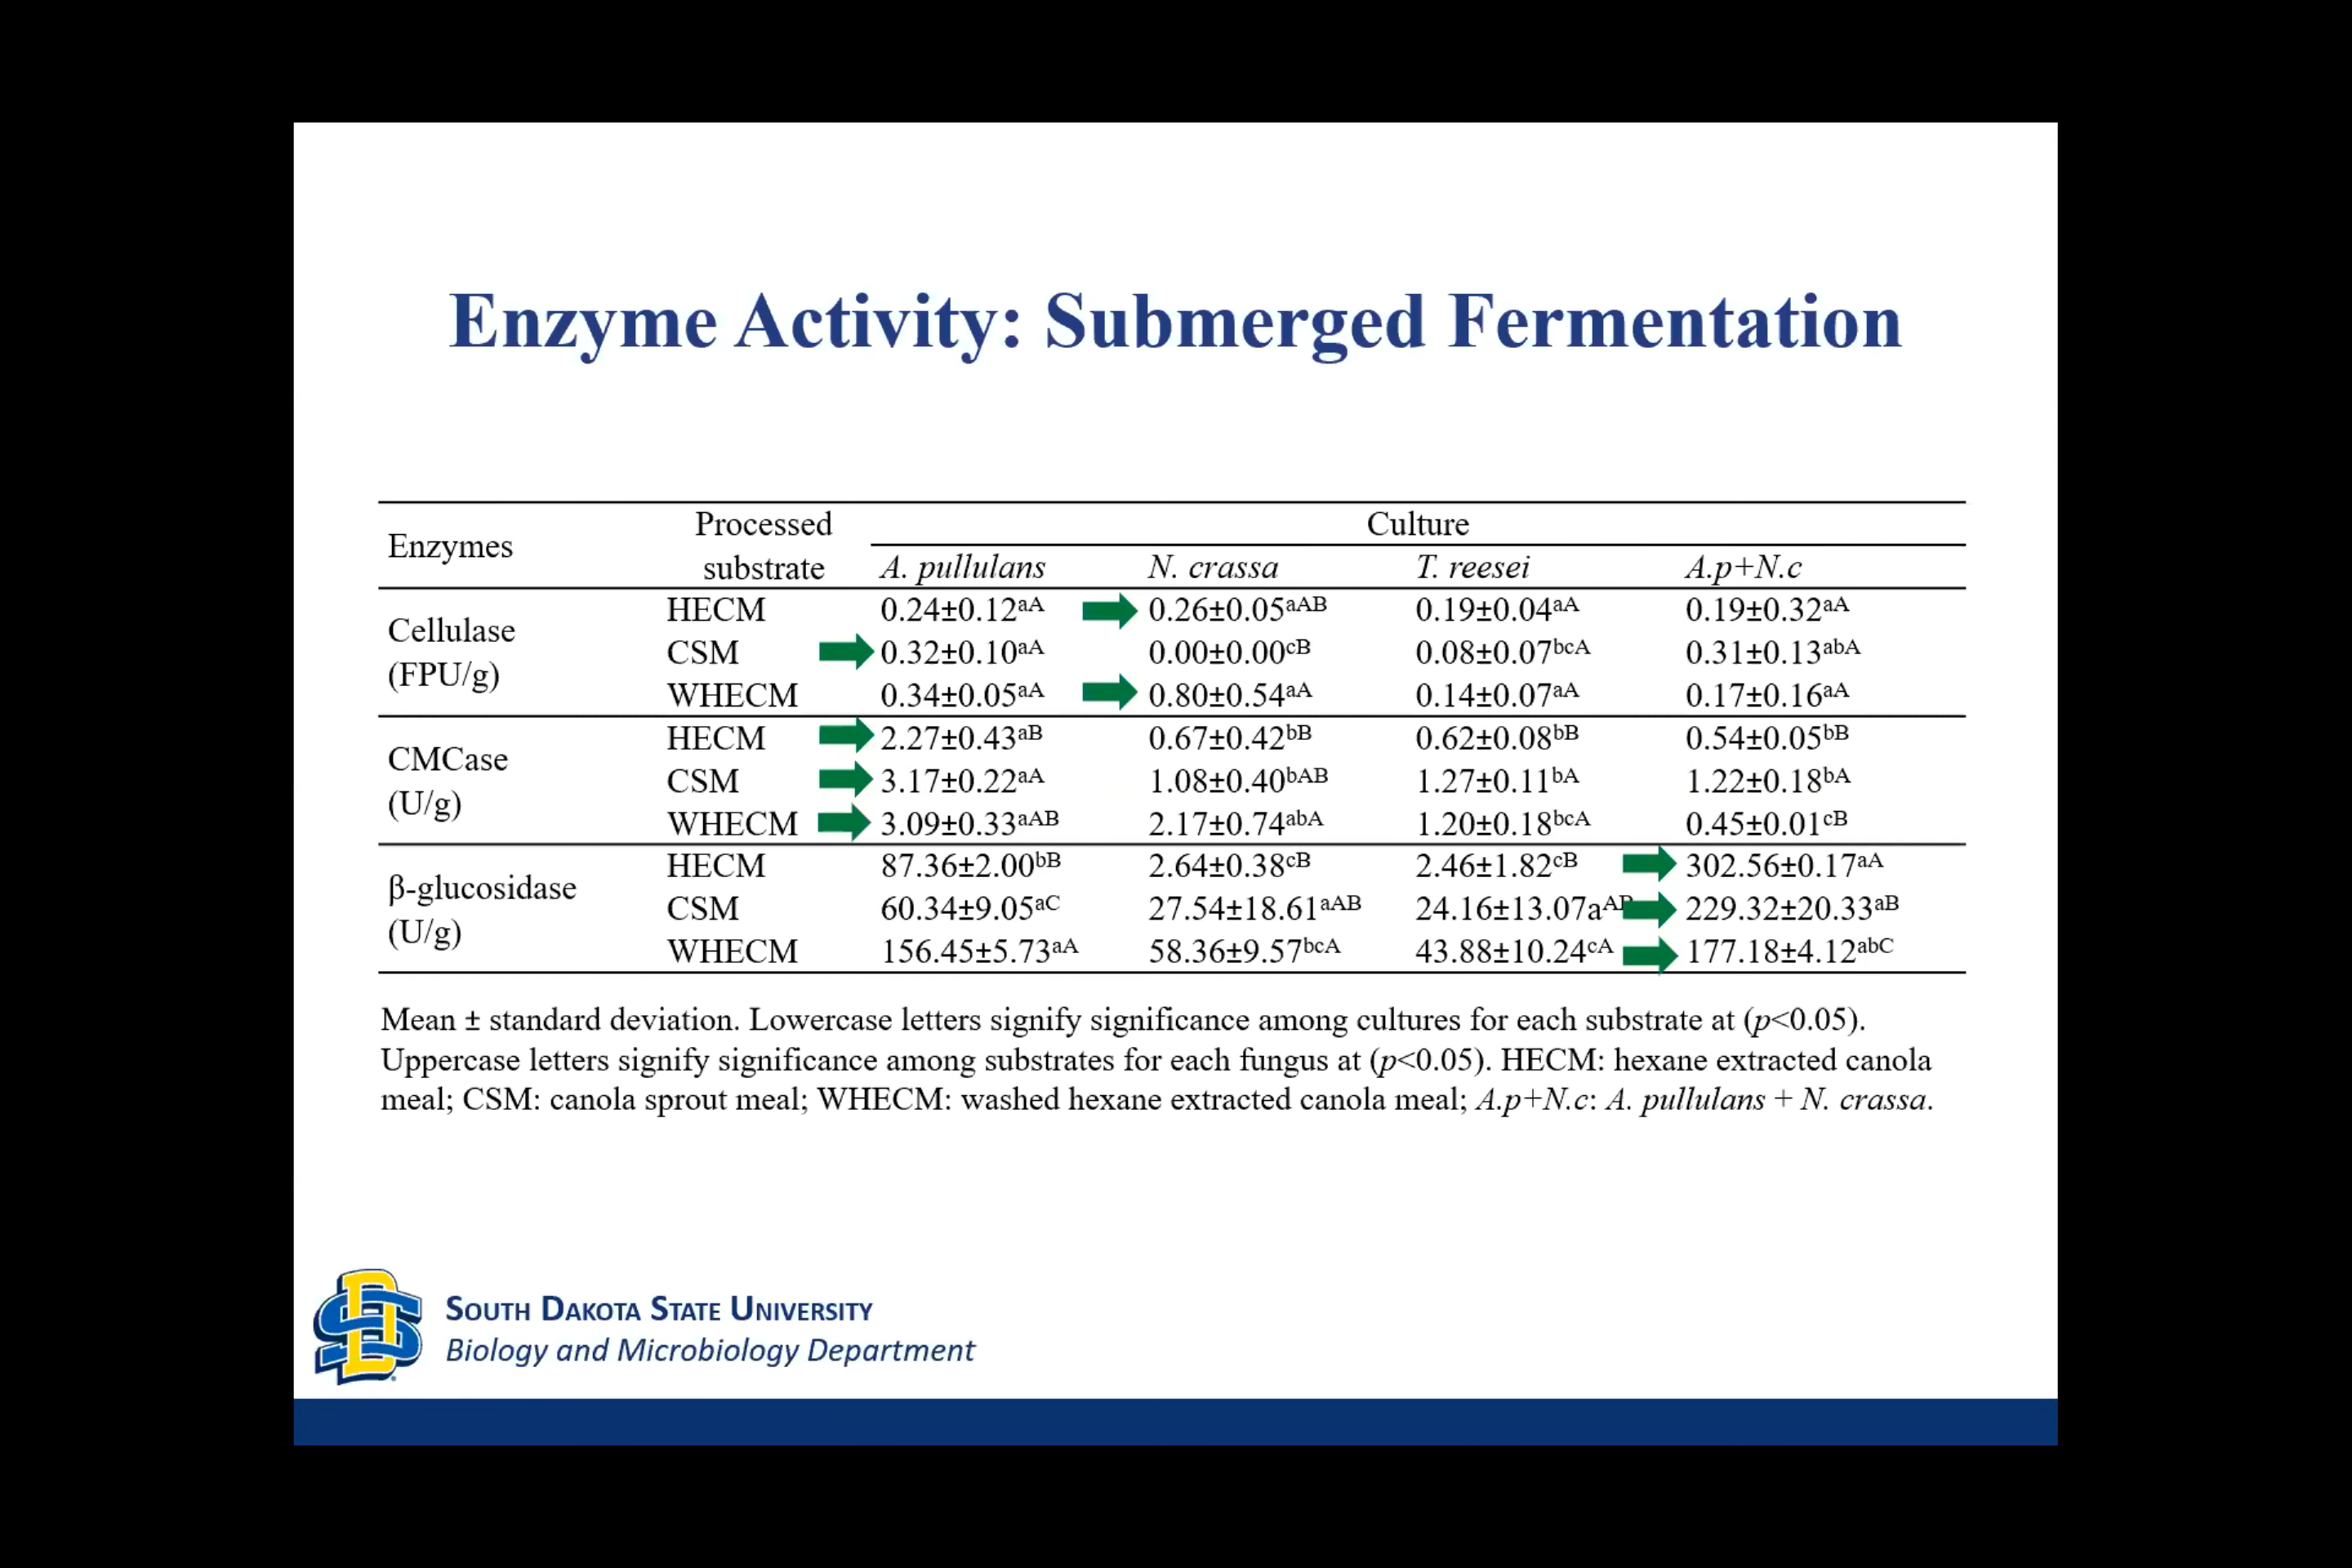 Enzyme Activity: Submerged Fermentation
Enzymes Processed substrate Culture
A. pullulans N. crassa T. reesei A.p+N.c
Cellulase (FPU/g)
HECM 0.24±0.12aA 0.26±0.05aAB 0.19±0.04aA 0.19±0.32aA
CSM 0.32±0.10aA 0.00±0.00cB 0.08±0.07bcA 0.31±0.13abA
WHECM 0.34±0.05aA 0.80±0.54aA 0.14±0.07aA 0.17±0.16aA
CMCase (U/g)
HECM 2.27±0.43aB 0.67±0.42bB 0.62±0.08bB 0.54±0.05bB
CSM 3.17±0.22aA 1.08±0.40bAB 1.27±0.11bA 1.22±0.18bA
WHECM 3.09±0.33aAB 2.17±0.74abA 1.20±0.18bcA 0.45±0.01cB
β-glucosidase (U/g)
HECM 87.36±2.00bB 2.64±0.38cB 2.46±1.82cB 302.56±0.17aA
CSM 60.34±9.05aC 27.54±18.61aAB 24.16±13.07aAB 229.32±20.33aB
WHECM 156.45±5.73aA 58.36±9.57bcA 43.88±10.24cA 177.18±4.12abC
Mean ± standard deviation. Lowercase letters signify significance among cultures for each substrate at (p<0.05).
Uppercase letters signify significance among substrates for each fungus at (p<0.05). HECM: hexane extracted canola
meal; CSM: canola sprout meal; WHECM: washed hexane extracted canola meal; A.p+N.c: A. pullulans + N. crassa.
SOUTH DAKOTA STATE UNIVERSITY
Biology and Microbiology Department